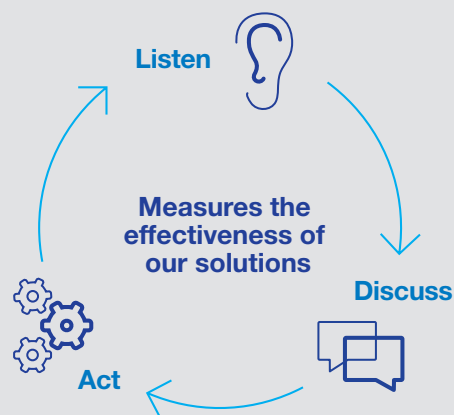 Listen
Measures the
effectiveness of
our solutions
Discuss
Act